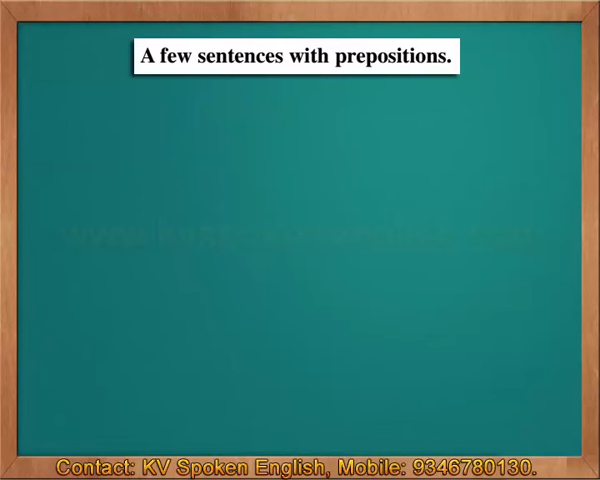 A few sentences with prepositions.
Contact: KV Spoken English, Mobile: 9346780130.